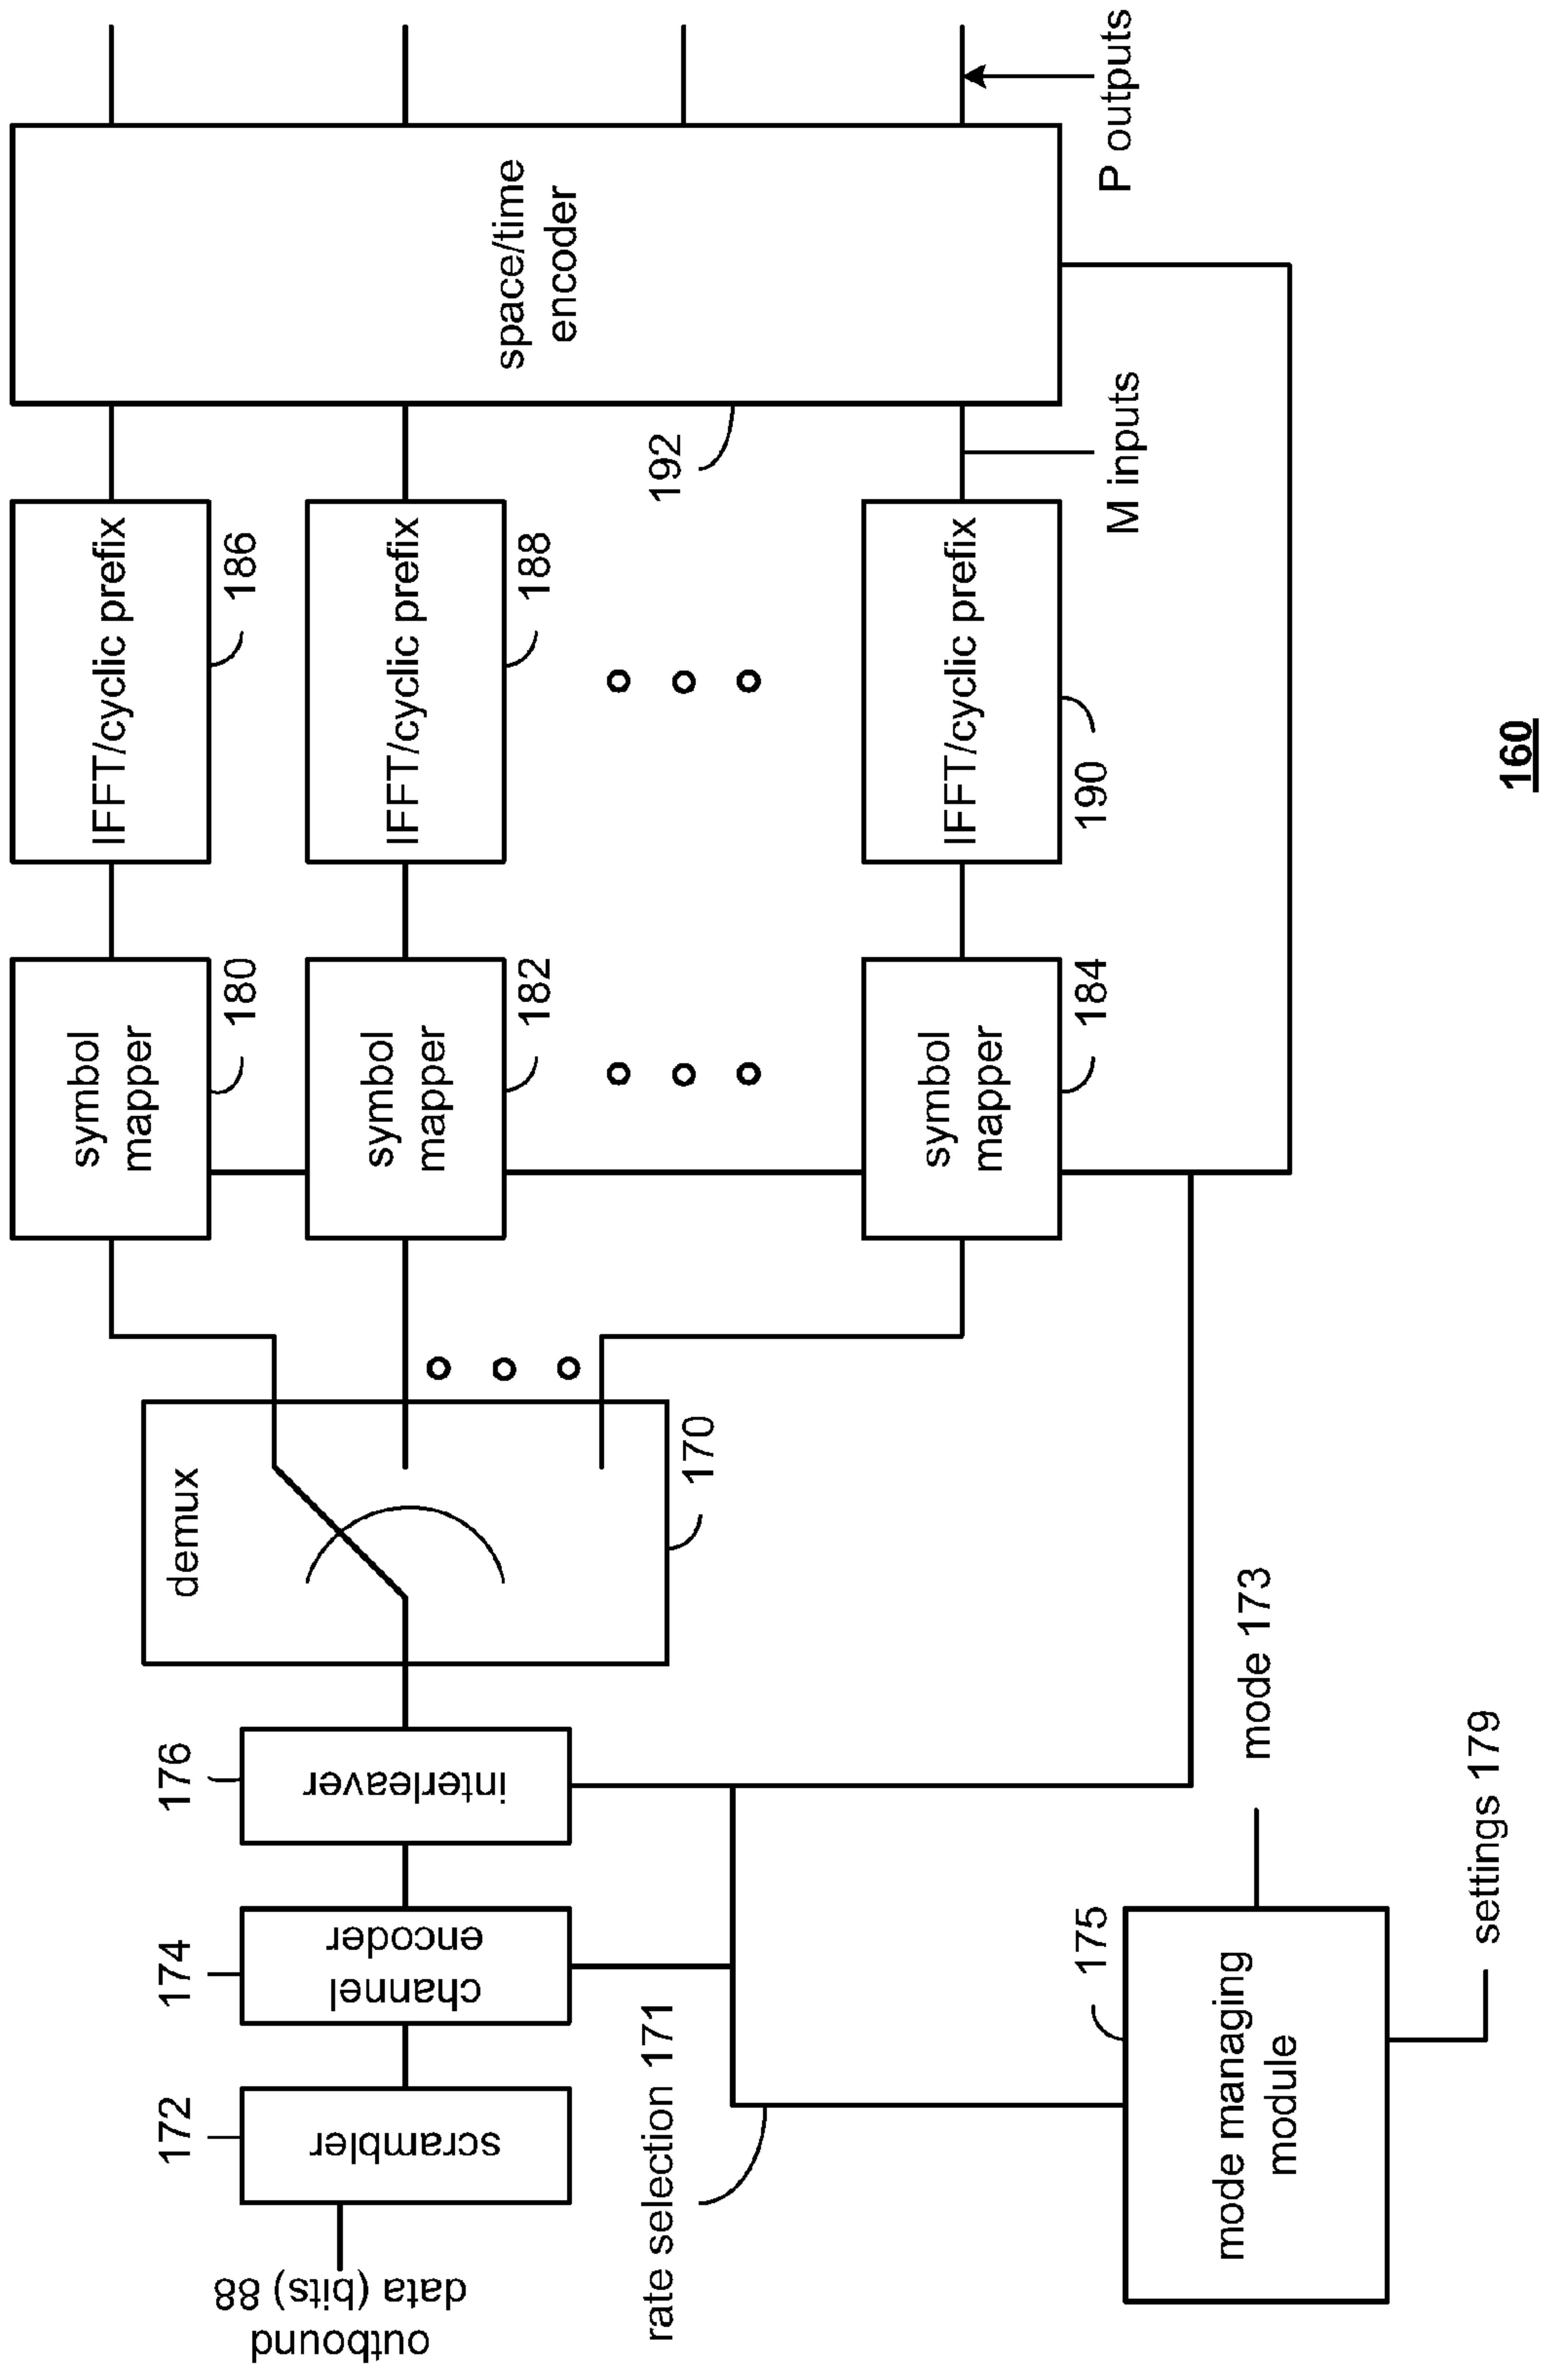 outbound
data (bits) 88
172
scrambler
174
channel
encoder
176
interleaver
demux
170
symbol
mapper
180
symbol
mapper
182
symbol
mapper
184
IFFT/cyclic prefix
186
IFFT/cyclic prefix
188
IFFT/cyclic prefix
190
M inputs
192
space/time
encoder
P outputs
rate selection 171
175
mode managing
module
mode 173
settings 179
160